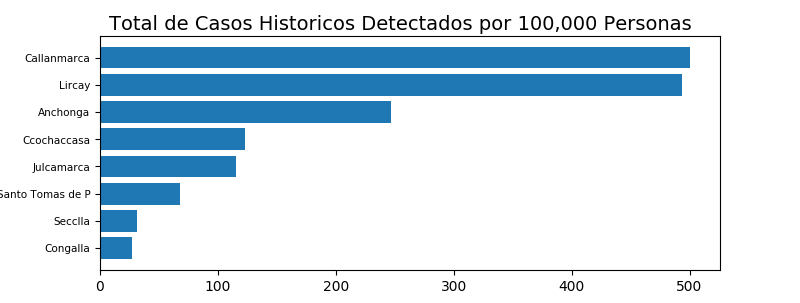 Total de Casos Historicos Detectados por 100,000 Personas
Callanmarca
Lircay
Anchonga
Ccochaccasa
Julcamarca
Santo Tomas de P
Secclla
Congalla
0 100 200 300 400 500